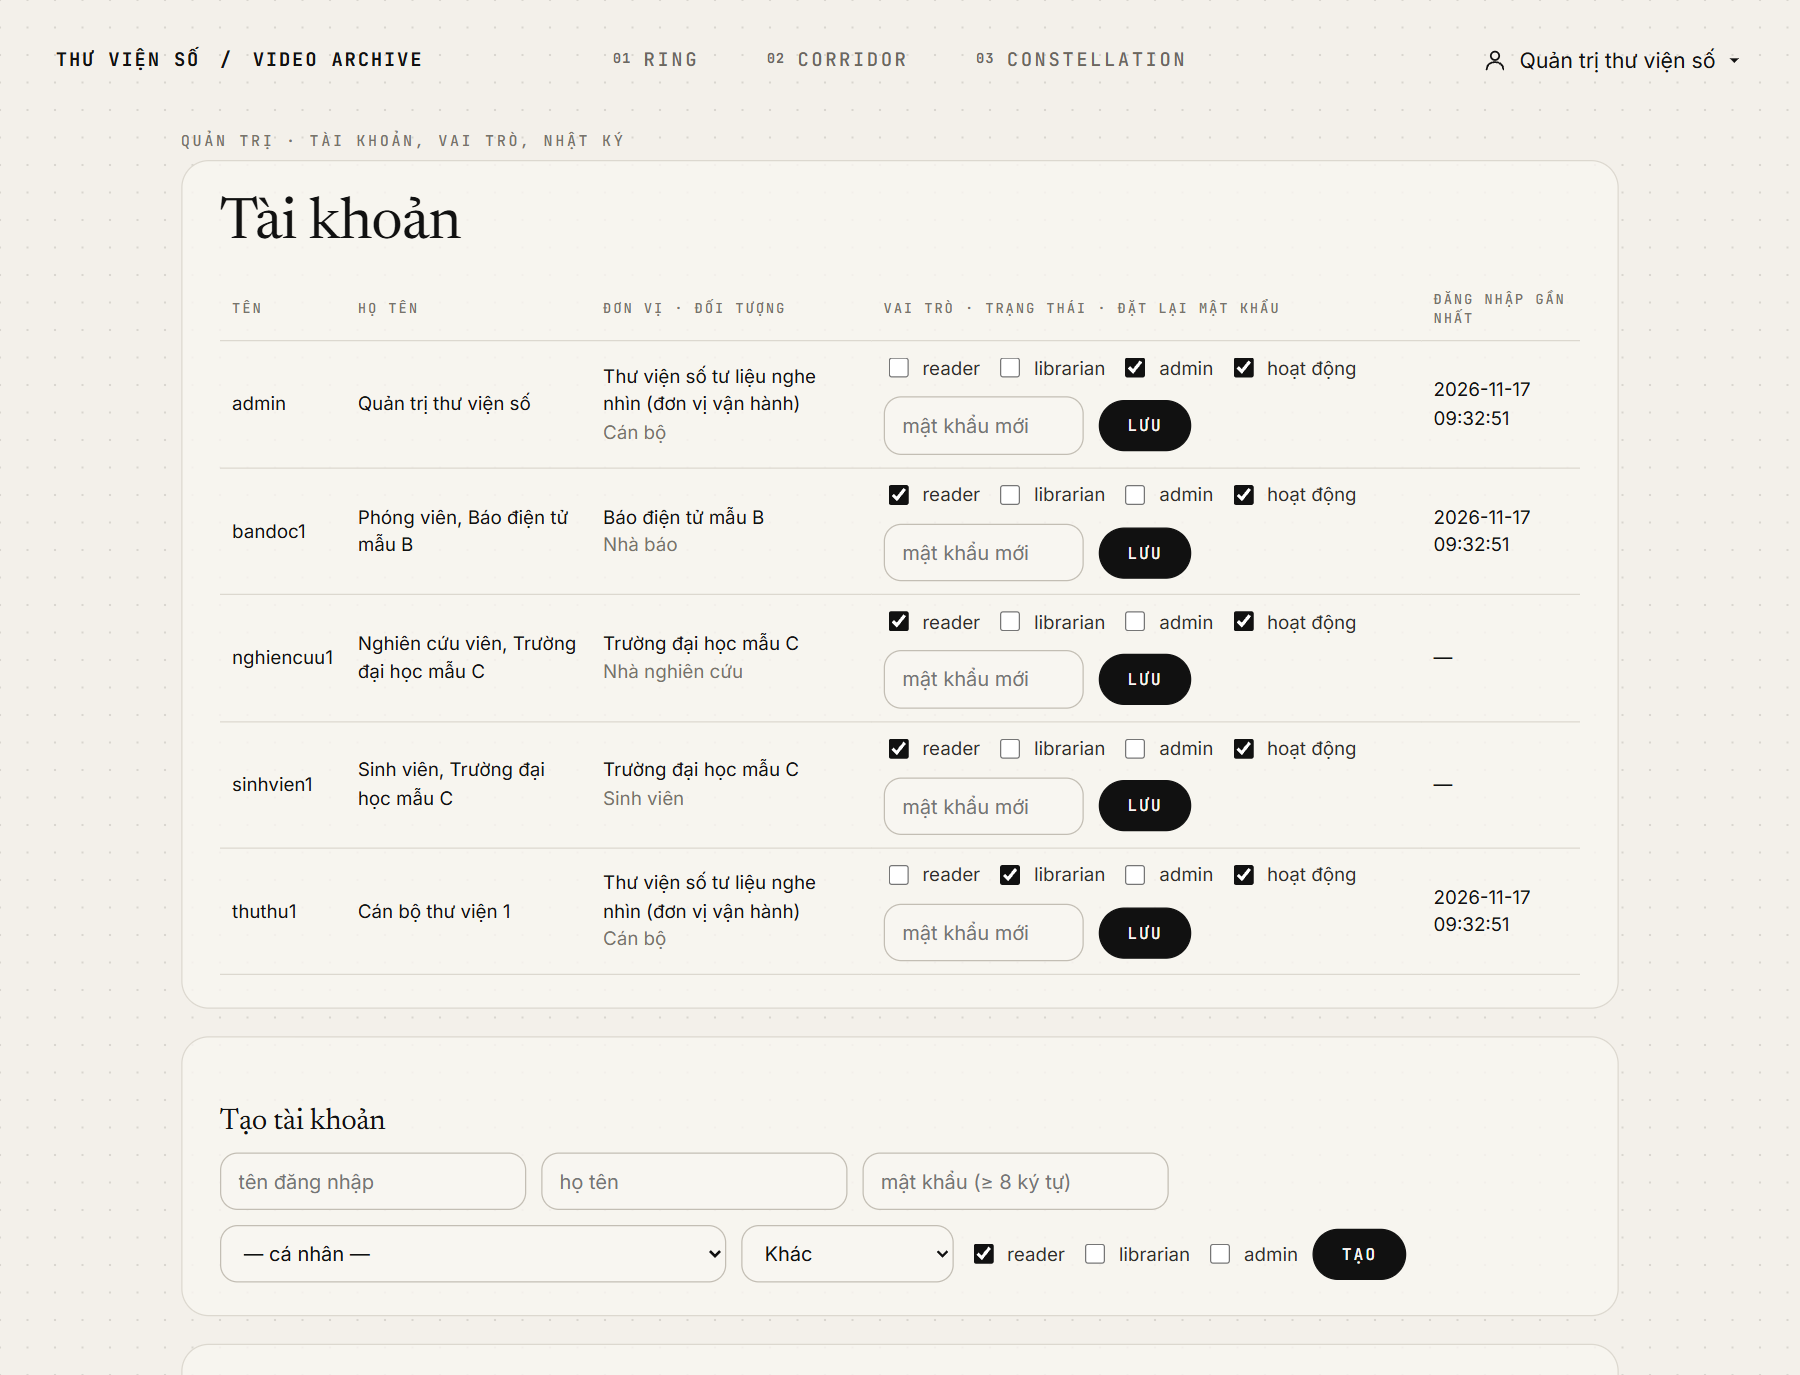 THƯ VIỆN SỐ / VIDEO ARCHIVE
01 RING
02 CORRIDOR
03 CONSTELLATION
Quản trị thư viện số
QUẢN TRỊ · TÀI KHOẢN, VAI TRÒ, NHẬT KÝ
Tài khoản
TÊN
HỌ TÊN
ĐƠN VỊ · ĐỐI TƯỢNG
VAI TRÒ · TRẠNG THÁI · ĐẶT LẠI MẬT KHẨU
ĐĂNG NHẬP GẦN
NHẤT
admin
Quản trị thư viện số
Thư viện số tư liệu nghe
nhìn (đơn vị vận hành)
Cán bộ
reader librarian admin hoạt động
mật khẩu mới LƯU
2026-11-17
09:32:51
bandoc1
Phóng viên, Báo điện tử
mẫu B
Báo điện tử mẫu B
Nhà báo
reader librarian admin hoạt động
mật khẩu mới LƯU
2026-11-17
09:32:51
nghiencuu1
Nghiên cứu viên, Trường
đại học mẫu C
Trường đại học mẫu C
Nhà nghiên cứu
reader librarian admin hoạt động
mật khẩu mới LƯU
—
sinhvien1
Sinh viên, Trường đại
học mẫu C
Trường đại học mẫu C
Sinh viên
reader librarian admin hoạt động
mật khẩu mới LƯU
—
thuthu1
Cán bộ thư viện 1
Thư viện số tư liệu nghe
nhìn (đơn vị vận hành)
Cán bộ
reader librarian admin hoạt động
mật khẩu mới LƯU
2026-11-17
09:32:51
Tạo tài khoản
tên đăng nhập
họ tên
mật khẩu (≥ 8 ký tự)
— cá nhân —
Khác
reader librarian admin TẠO